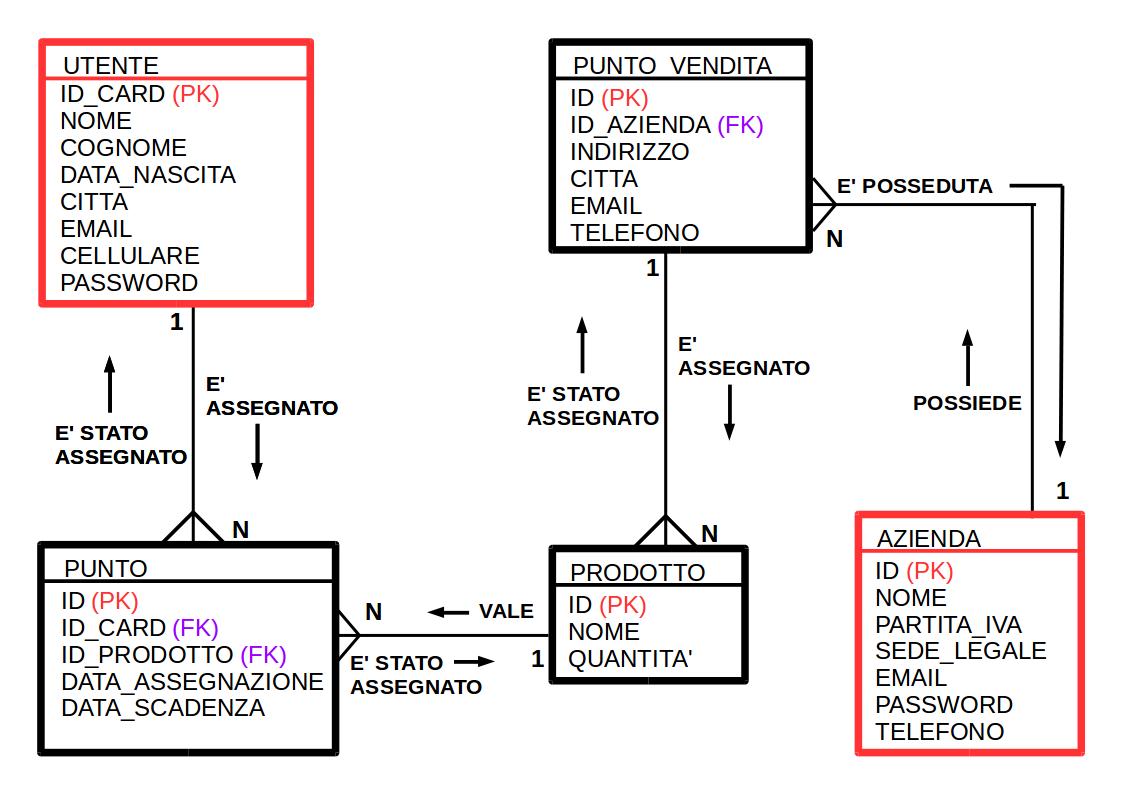 UTENTE
ID_CARD (PK)
NOME
COGNOME
DATA_NASCITA
CITTA
EMAIL
CELLULARE
PASSWORD
PUNTO_VENDITA
ID (PK)
ID_AZIENDA (FK)
INDIRIZZO
CITTA
EMAIL
TELEFONO
E' POSSEDUTA
N
1
E' STATO
ASSEGNATO
E'
ASSEGNATO
N
1
E' STATO
ASSEGNATO
E'
ASSEGNATO
N
POSSIEDE
1
PUNTO
ID (PK)
ID_CARD (FK)
ID_PRODOTTO (FK)
DATA_ASSEGNAZIONE
DATA_SCADENZA
N
VALE
E' STATO
ASSEGNATO
1
PRODOTTO
ID (PK)
NOME
QUANTITA'
AZIENDA
ID (PK)
NOME
PARTITA_IVA
SEDE_LEGALE
EMAIL
PASSWORD
TELEFONO